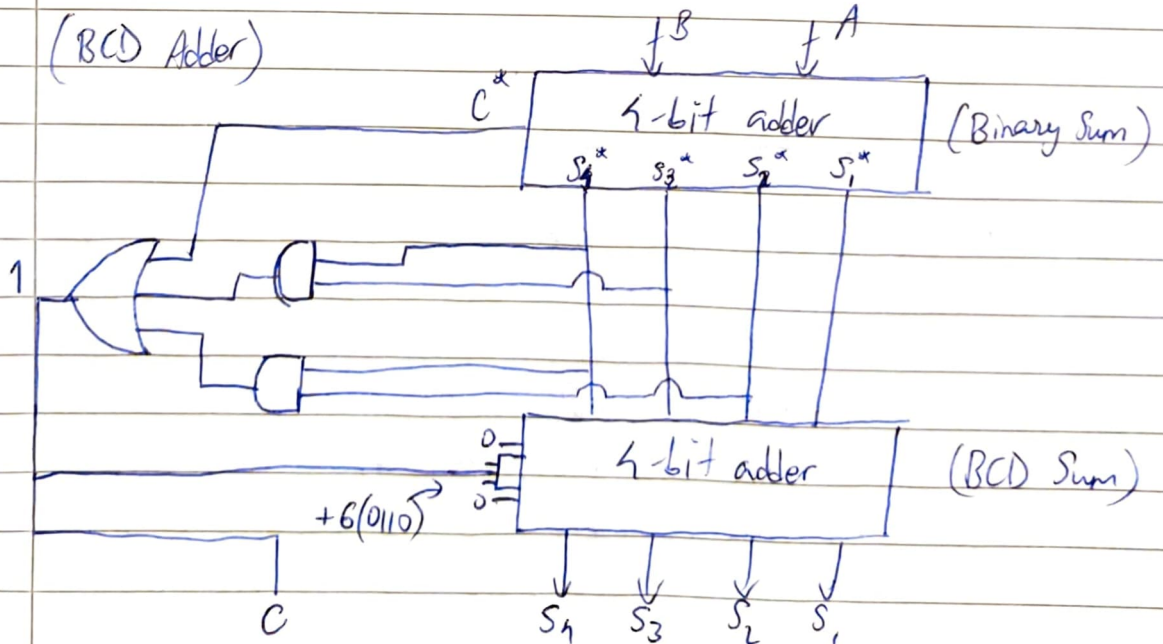 (BCD Adder)
B A
C*
4-bit adder
(Binary Sum)
S4* S3* S2* S1*
1
0
4-bit adder
(BCD Sum)
+6(0110)
0
C
S4 S3 S2 S1